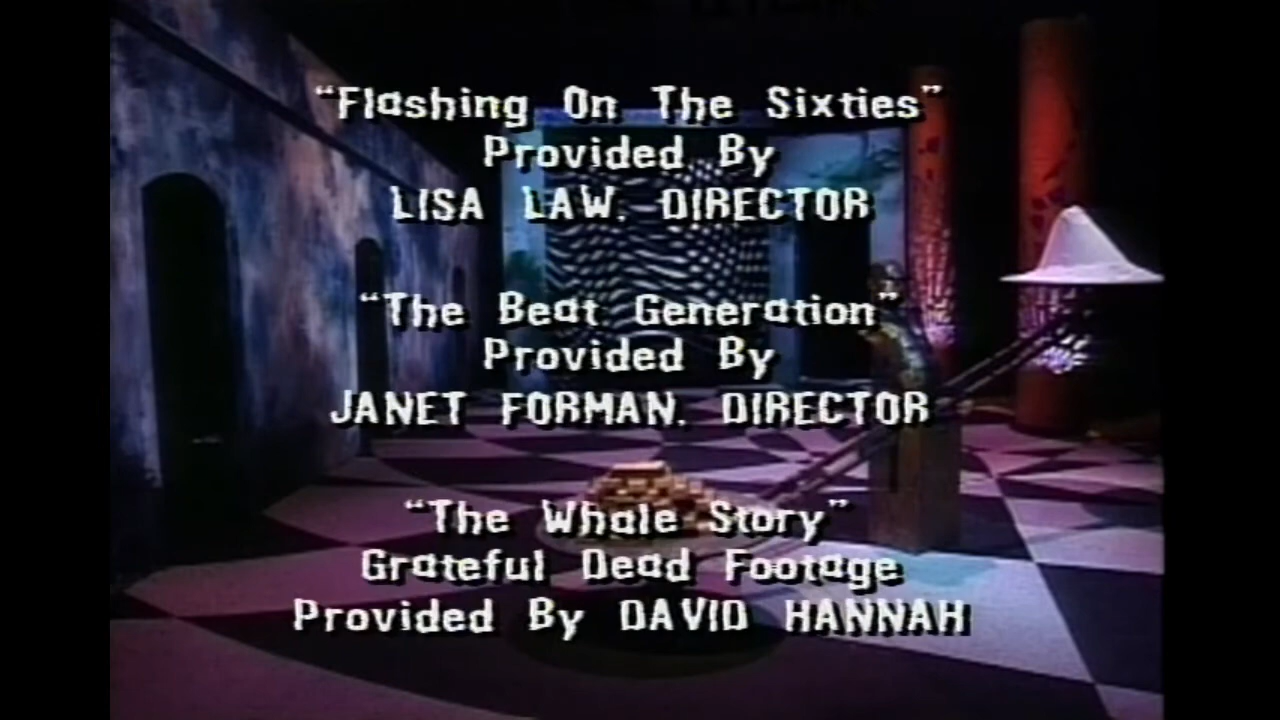 “Flashing On The Sixties”
Provided By
LISA LAW, DIRECTOR
“The Beat Generation”
Provided By
JANET FORMAN, DIRECTOR
“The Whale Story”
Grateful Dead Footage
Provided By DAVID HANNAH